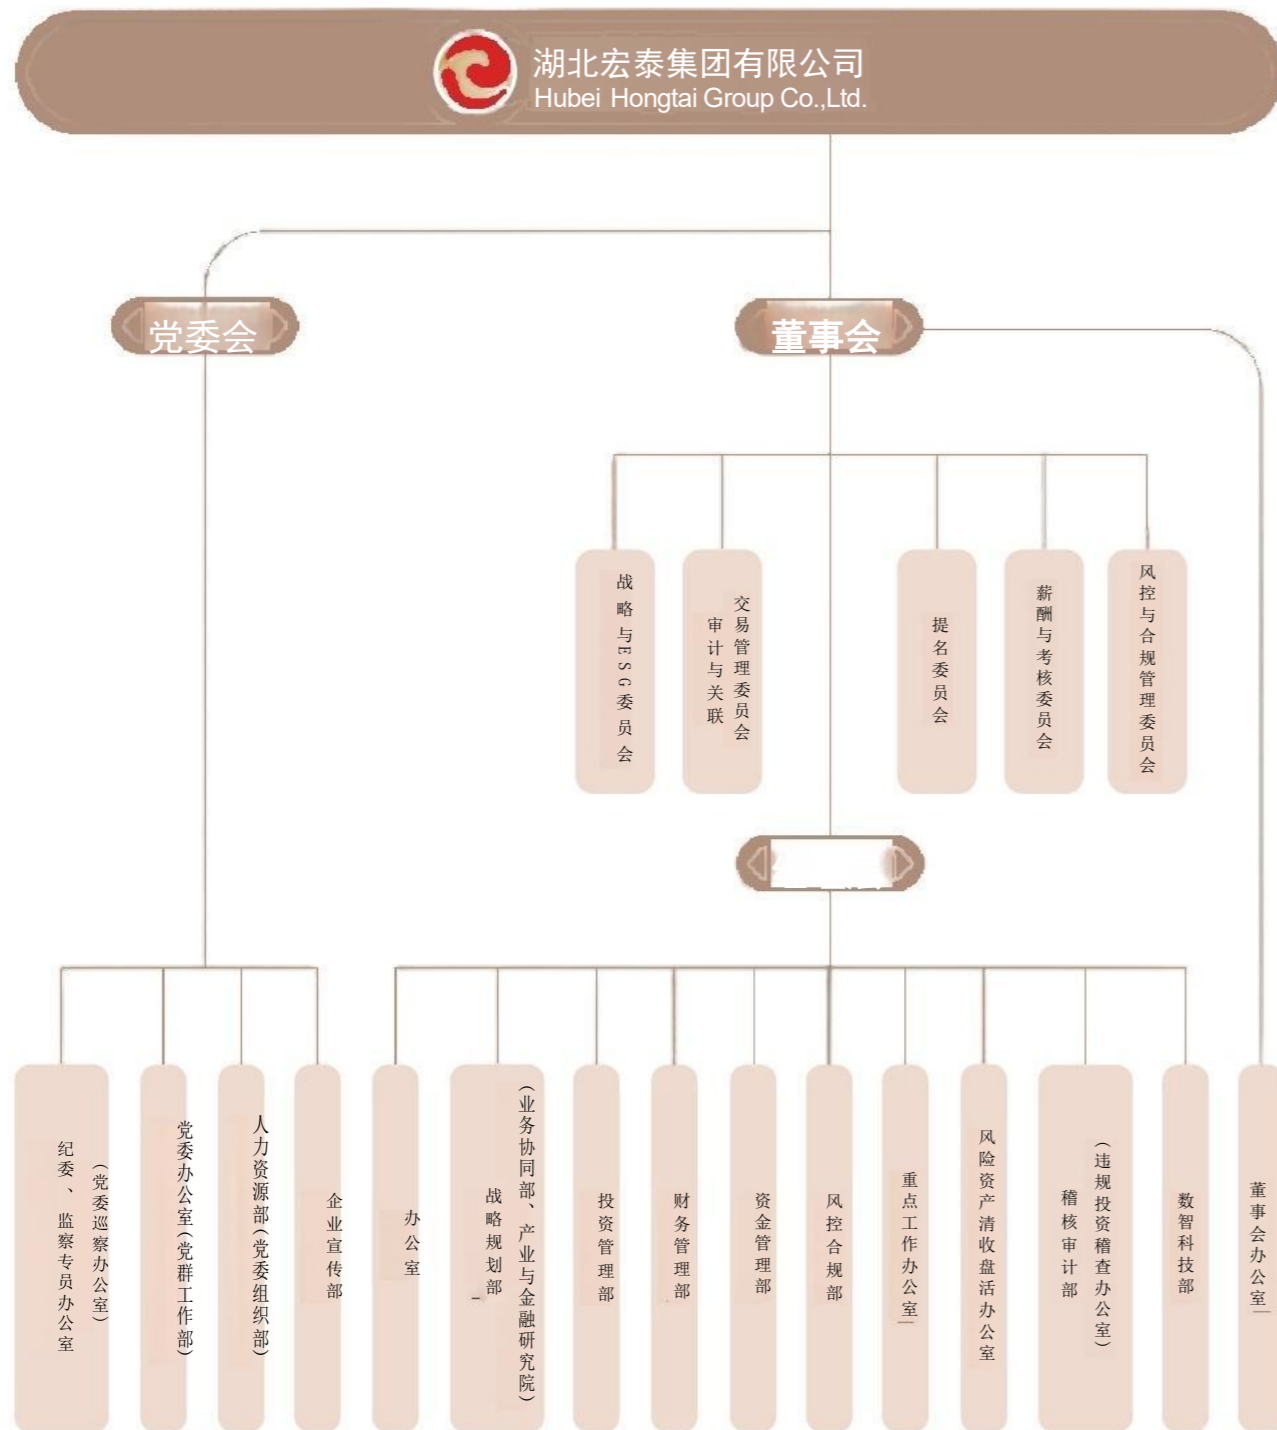 湖北宏泰集团有限公司
Hubei Hongtai Group Co.,Ltd.
党委会
董事会
战略与ESG委员会
审计与关联
交易管理委员会
提名委员会
薪酬与考核委员会
风控与合规管理委员会
纪委、监察专员办公室
（党委巡察办公室）
党委办公室（党群工作部）
人力资源部（党委组织部）
企业宣传部
办公室
战略规划部
（业务协同部、产业与金融研究院）
投资管理部
财务管理部
资金管理部
风控合规部
重点工作办公室
风险资产清收盘活办公室
稽核审计部
（违规投资稽查办公室）
数智科技部
董事会办公室